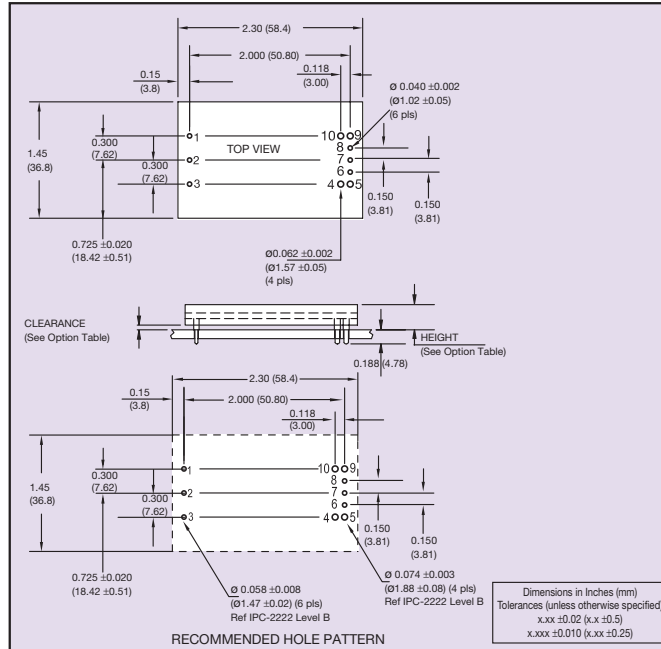 2.30 (58.4)
2.000 (50.80)
0.15
(3.8)
0.118
(3.00)
Ø 0.040 ±0.002
(Ø1.02 ±0.05)
(6 pls)
1.45
(36.8)
0.300
(7.62)
0.300
(7.62)
1
2
3
TOP VIEW
10 9
8
7
6
4 5
0.150
(3.81)
0.150
(3.81)
0.725 ±0.020
(18.42 ±0.51)
Ø0.062 ±0.002
(Ø1.57 ±0.05)
(4 pls)
CLEARANCE
(See Option Table)
HEIGHT
(See Option Table)
0.188 (4.78)
2.30 (58.4)
0.15
(3.8)
2.000 (50.80)
0.118
(3.00)
1.45
(36.8)
0.300
(7.62)
0.300
(7.62)
1
2
3
10 9
8
7
6
4 5
0.150
(3.81)
0.150
(3.81)
0.725 ±0.020
(18.42 ±0.51)
Ø 0.058 ±0.008
(Ø1.47 ±0.02) (6 pls)
Ref IPC-2222 Level B
Ø 0.074 ±0.003
(Ø1.88 ±0.08) (4 pls)
Ref IPC-2222 Level B
RECOMMENDED HOLE PATTERN
Dimensions in Inches (mm)
Tolerances (unless otherwise specified)
x.xx ±0.02 (x.x ±0.5)
x.xxx ±0.010 (x.xx ±0.25)